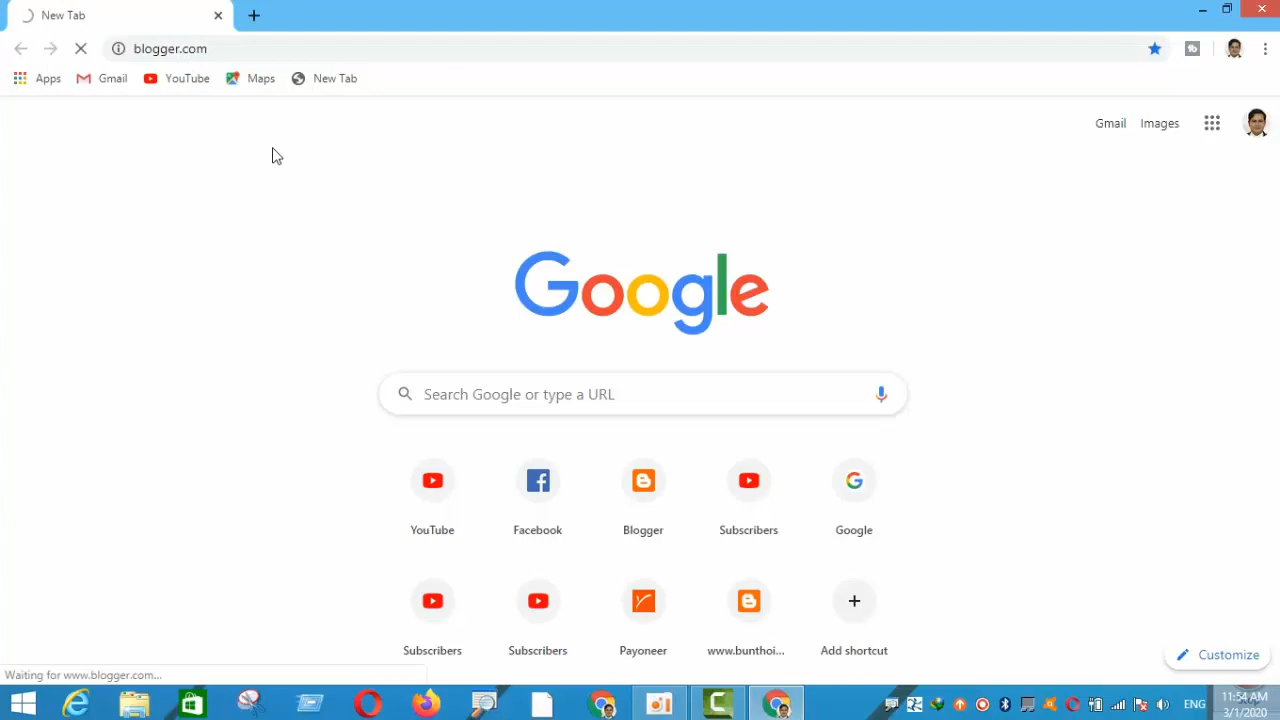 New Tab
blogger.com
Apps Gmail YouTube Maps New Tab
Gmail Images
Google
Search Google or type a URL
YouTube Facebook Blogger Subscribers Google
Subscribers Subscribers Payoneer www.bunthoi... Add shortcut
Customize
Waiting for www.blogger.com...
ENG
11:54 AM
3/1/2020